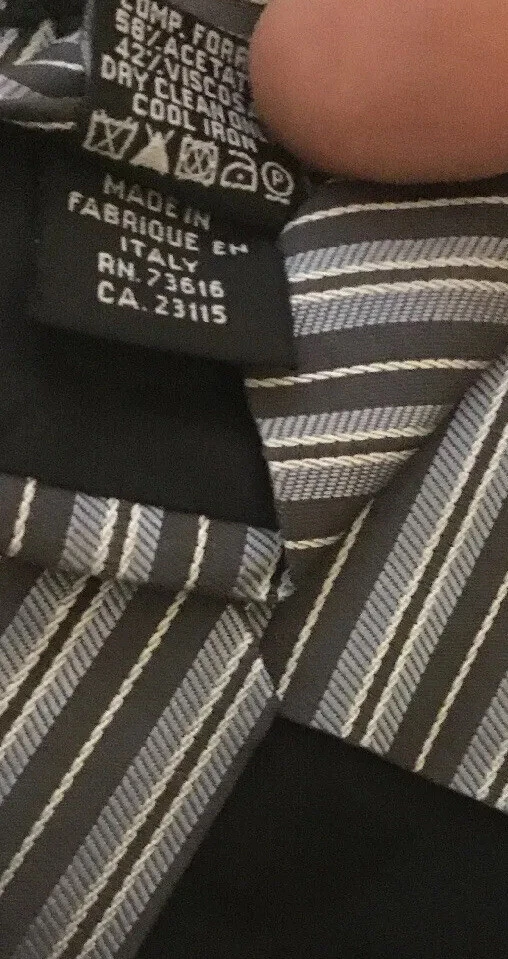 COMP. FOR
58% ACETAT
42% VISCOS
DRY CLEAN ON
COOL IRON
P
MADE IN
FABRIQUE EN
ITALY
RN. 73616
CA. 23115